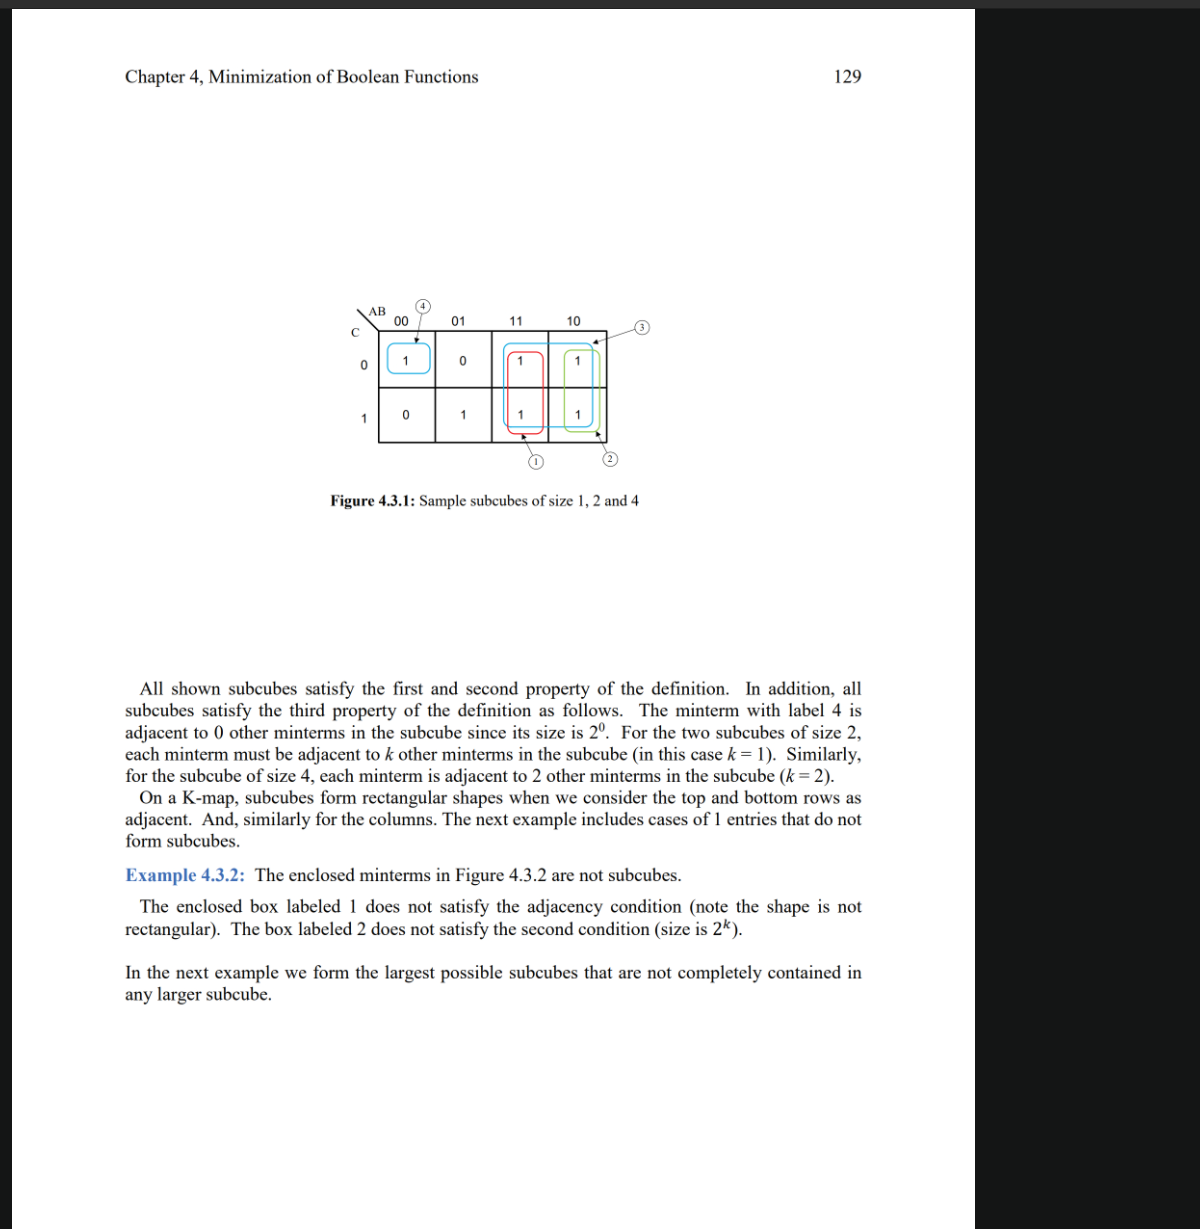 Chapter 4, Minimization of Boolean Functions 129
4
AB
00 01 11 10
C
3
0 1 0 1 1
1 0 1 1 1
1 2
Figure 4.3.1: Sample subcubes of size 1, 2 and 4
All shown subcubes satisfy the first and second property of the definition. In addition, all
subcubes satisfy the third property of the definition as follows. The minterm with label 4 is
adjacent to 0 other minterms in the subcube since its size is 2⁰. For the two subcubes of size 2,
each minterm must be adjacent to k other minterms in the subcube (in this case k = 1). Similarly,
for the subcube of size 4, each minterm is adjacent to 2 other minterms in the subcube (k = 2).
On a K-map, subcubes form rectangular shapes when we consider the top and bottom rows as
adjacent. And, similarly for the columns. The next example includes cases of 1 entries that do not
form subcubes.
Example 4.3.2: The enclosed minterms in Figure 4.3.2 are not subcubes.
The enclosed box labeled 1 does not satisfy the adjacency condition (note the shape is not
rectangular). The box labeled 2 does not satisfy the second condition (size is 2ᵏ).
In the next example we form the largest possible subcubes that are not completely contained in
any larger subcube.